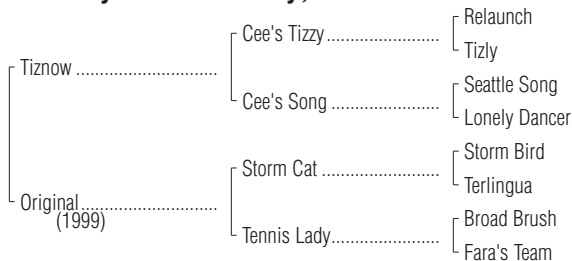 Relaunch
Cee's Tizzy
Tizly
Tiznow
Seattle Song
Cee's Song
Lonely Dancer
Storm Bird
Storm Cat
Terlingua
Original
(1999)
Broad Brush
Tennis Lady
Fara's Team